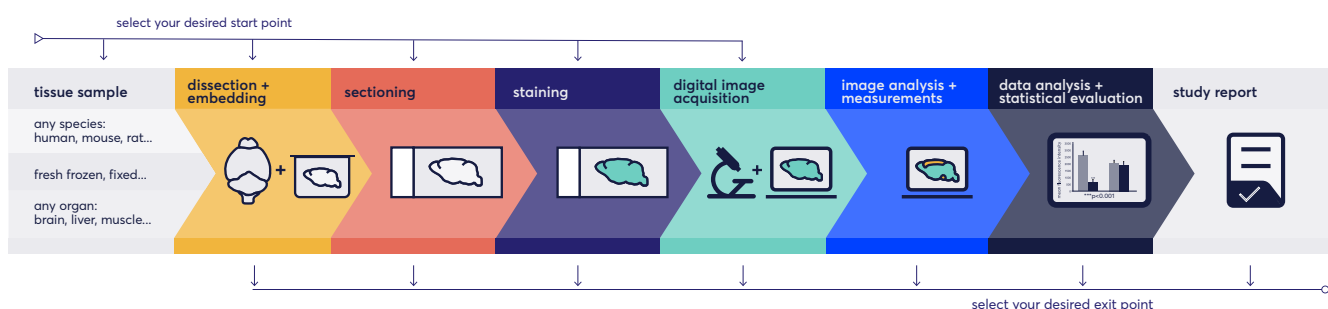 select your desired start point
tissue sample
dissection +
embedding
sectioning
staining
digital image
acquisition
image analysis +
measurements
data analysis +
statistical evaluation
study report
any species:
human, mouse, rat...
fresh frozen, fixed...
any organ:
brain, liver, muscle...
***p<0.001
select your desired exit point